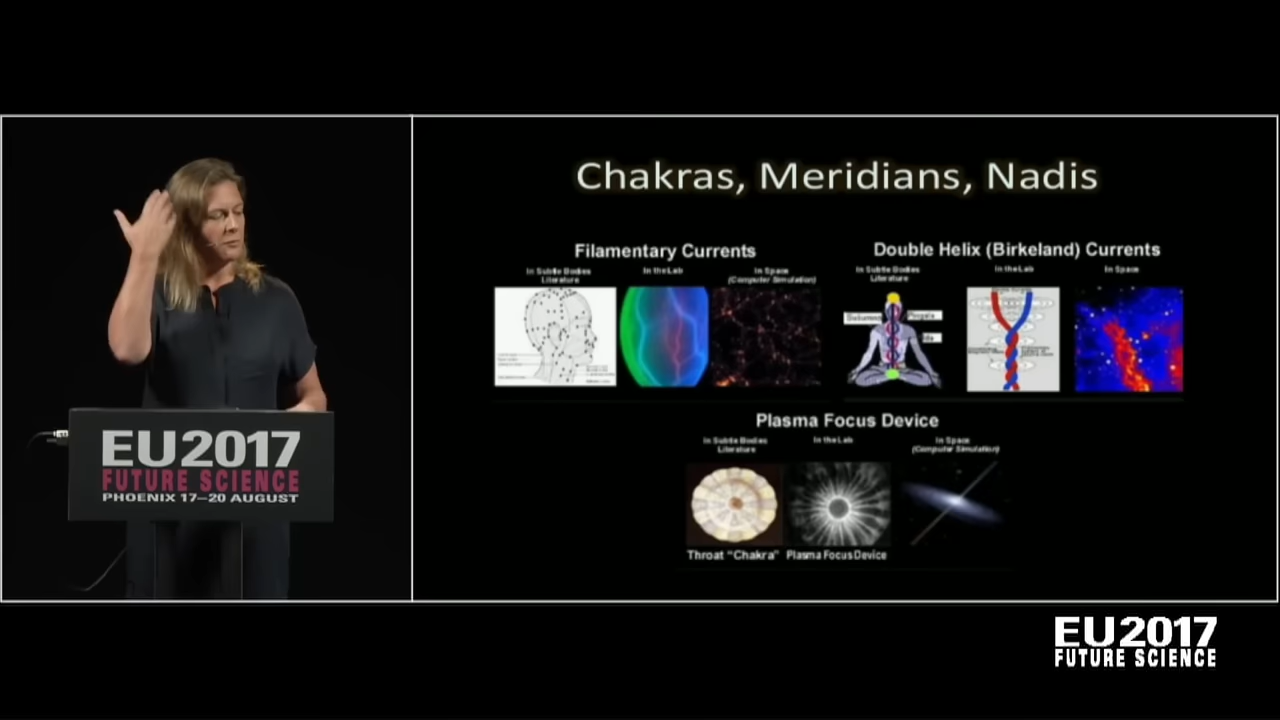 Chakras, Meridians, Nadis
Filamentary Currents
In Subtle Bodies
Literature
In the Lab
In Space
(Computer Simulation)
Double Helix (Birkeland) Currents
In Subtle Bodies
Literature
In the Lab
In Space
Pingala
Plasma Focus Device
In Subtle Bodies
Literature
In the Lab
In Space
(Computer Simulation)
Throat "Chakra"
Plasma Focus Device
EU2017
FUTURE SCIENCE
PHOENIX 17–20 AUGUST
EU2017
FUTURE SCIENCE